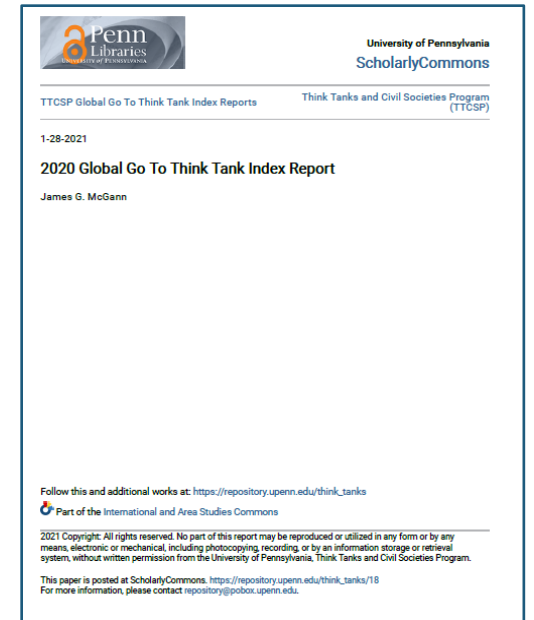 Penn
Libraries
UNIVERSITY of PENNSYLVANIA
University of Pennsylvania
ScholarlyCommons
TTCSP Global Go To Think Tank Index Reports
Think Tanks and Civil Societies Program
(TTCSP)
1-28-2021
2020 Global Go To Think Tank Index Report
James G. McGann
Follow this and additional works at: https://repository.upenn.edu/think_tanks
Part of the International and Area Studies Commons
2021 Copyright: All rights reserved. No part of this report may be reproduced or utilized in any form or by any
means, electronic or mechanical, including photocopying, recording, or by an information storage or retrieval
system, without written permission from the University of Pennsylvania, Think Tanks and Civil Societies Program.
This paper is posted at ScholarlyCommons. https://repository.upenn.edu/think_tanks/18
For more information, please contact repository@pobox.upenn.edu.